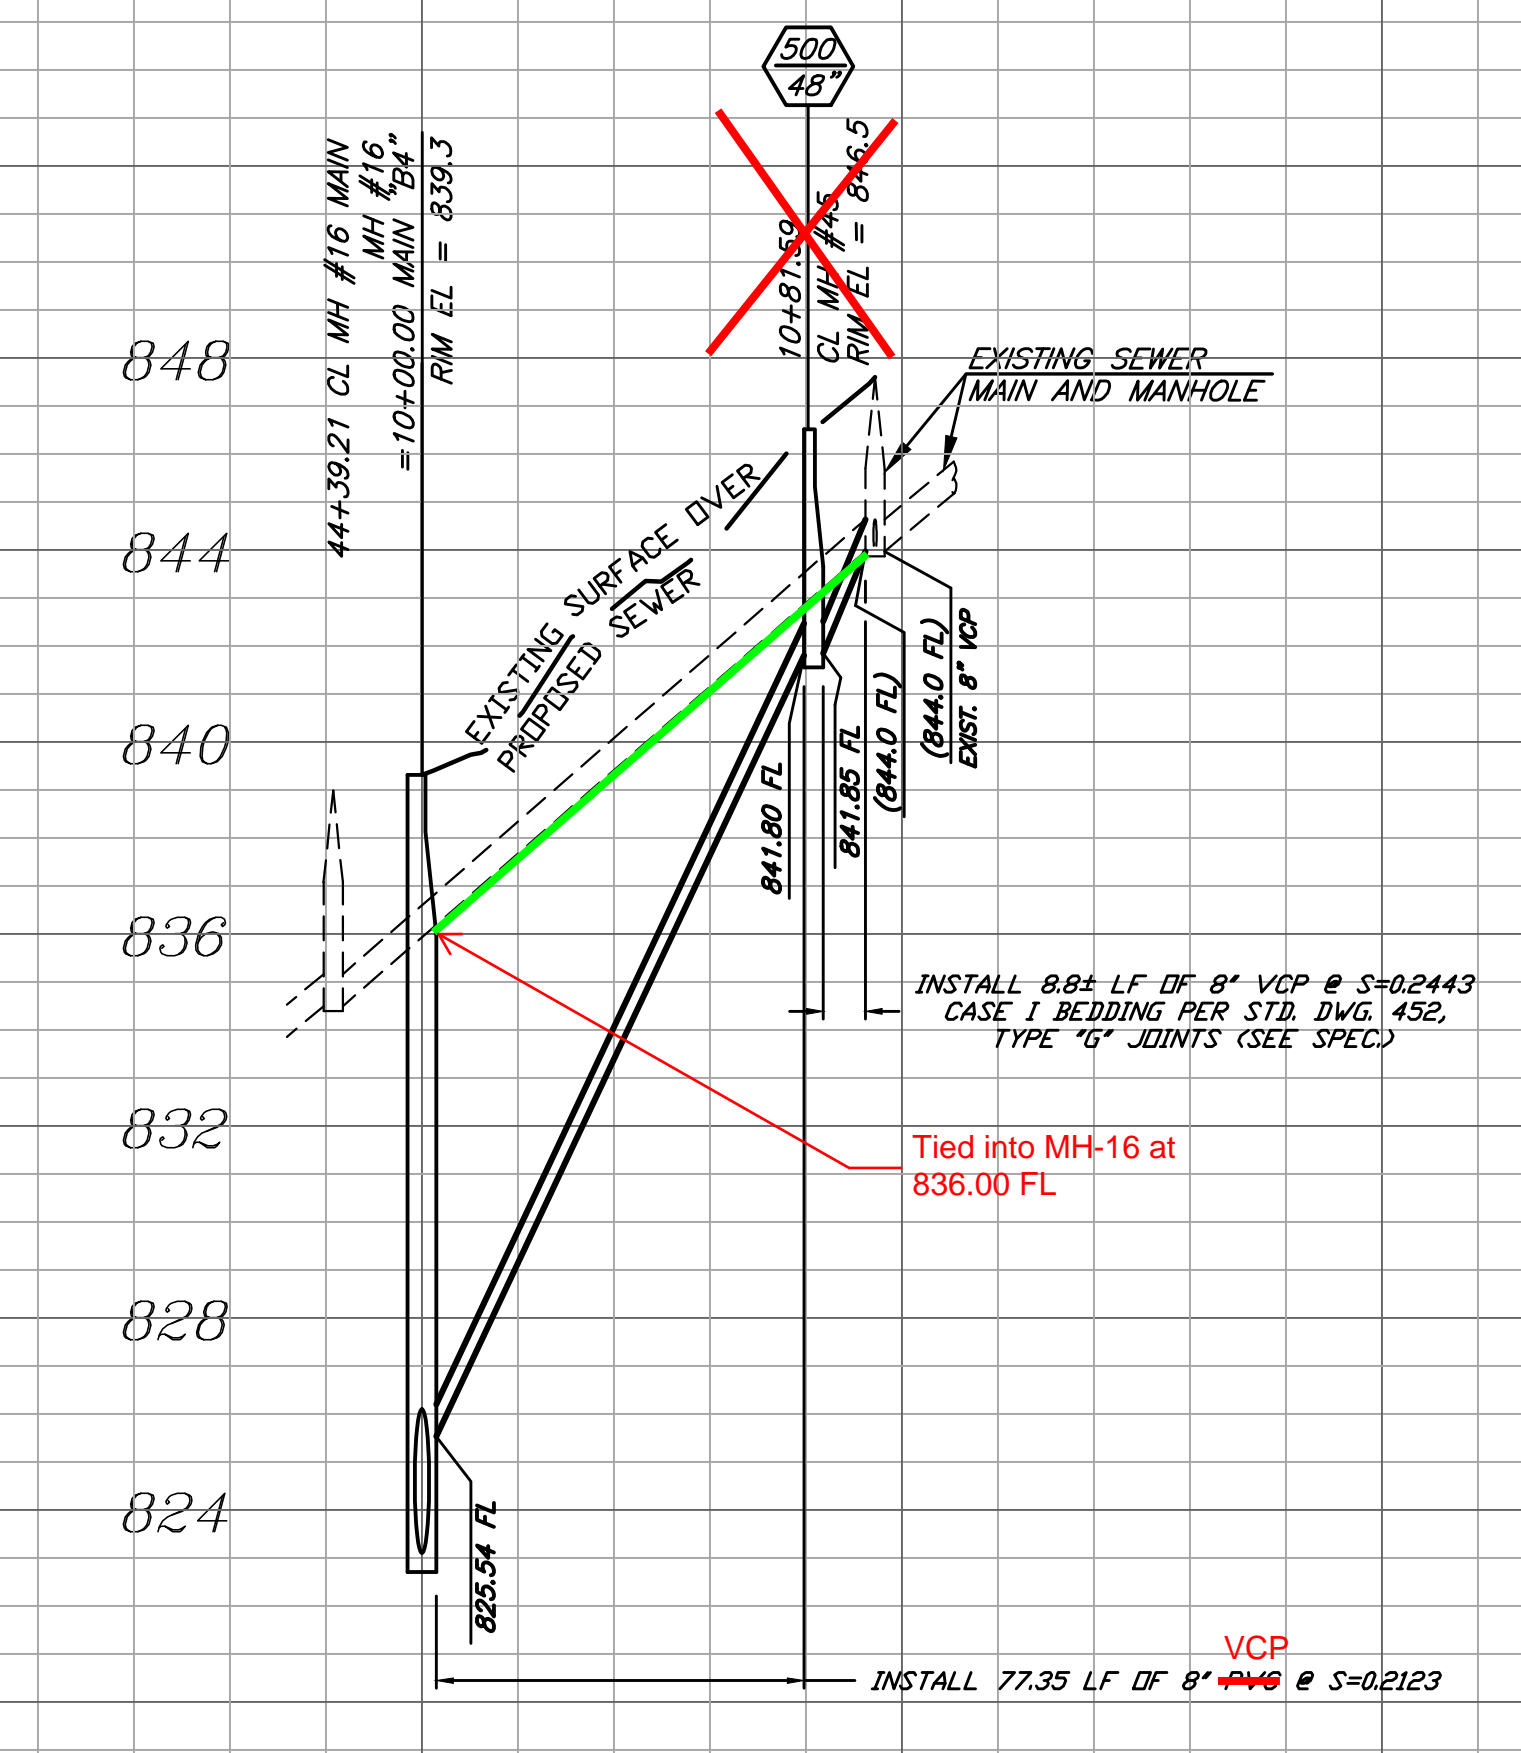 500
48"
44+39.21 CL MH #16 MAIN
MH #16
=10+00.00 MAIN "B4"
RIM EL = 839.3
10+81.59
CL MH #45
RIM EL = 846.5
EXISTING SEWER
MAIN AND MANHOLE
848
844
840
836
832
828
824
EXISTING SURFACE OVER
PROPOSED SEWER
841.80 FL
841.85 FL
(844.0 FL)
(844.0 FL)
EXIST. 8" VCP
INSTALL 8.8± LF OF 8" VCP @ S=0.2443
CASE I BEDDING PER STD. DWG. 452,
TYPE "G" JOINTS (SEE SPEC.)
Tied into MH-16 at
836.00 FL
825.54 FL
VCP
INSTALL 77.35 LF OF 8" PVC @ S=0.2123